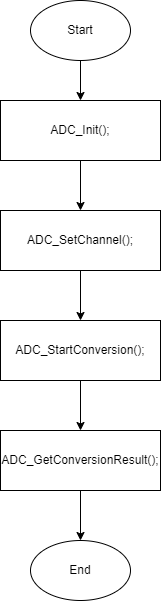 Start
ADC_Init();
ADC_SetChannel();
ADC_StartConversion();
ADC_GetConversionResult();
End